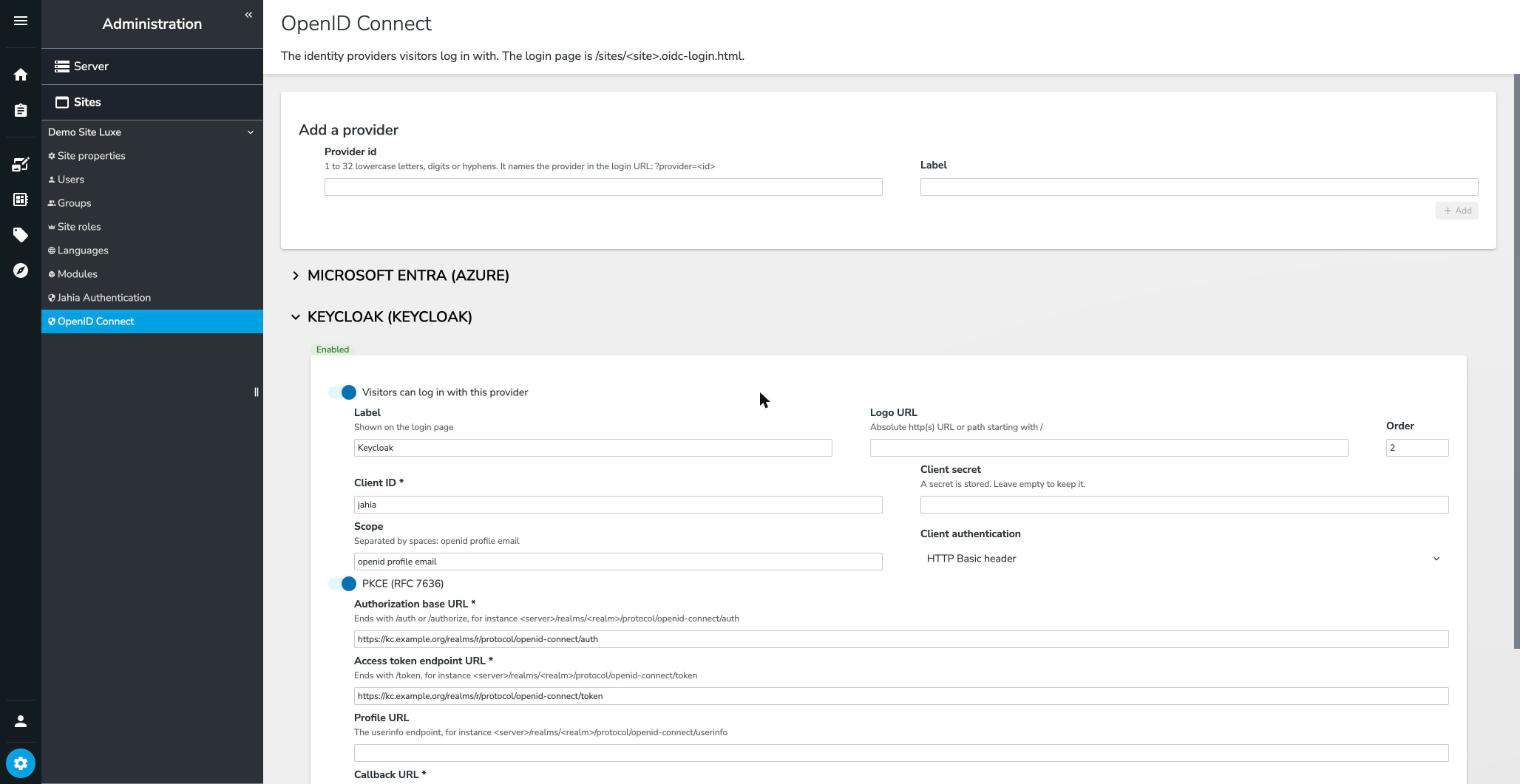 Administration
«
Server
Sites
Demo Site Luxe
Site properties
Users
Groups
Site roles
Languages
Modules
Jahia Authentication
OpenID Connect
OpenID Connect
The identity providers visitors log in with. The login page is /sites/<site>.oidc-login.html.
Add a provider
Provider id
1 to 32 lowercase letters, digits or hyphens. It names the provider in the login URL: ?provider=<id>
Label
+ Add
MICROSOFT ENTRA (AZURE)
KEYCLOAK (KEYCLOAK)
Enabled
Visitors can log in with this provider
Label
Shown on the login page
Keycloak
Logo URL
Absolute http(s) URL or path starting with /
Order
2
Client ID *
jahia
Client secret
A secret is stored. Leave empty to keep it.
Scope
Separated by spaces: openid profile email
openid profile email
Client authentication
HTTP Basic header
PKCE (RFC 7636)
Authorization base URL *
Ends with /auth or /authorize, for instance <server>/realms/<realm>/protocol/openid-connect/auth
https://kc.example.org/realms/r/protocol/openid-connect/auth
Access token endpoint URL *
Ends with /token, for instance <server>/realms/<realm>/protocol/openid-connect/token
https://kc.example.org/realms/r/protocol/openid-connect/token
Profile URL
The userinfo endpoint, for instance <server>/realms/<realm>/protocol/openid-connect/userinfo
Callback URL *